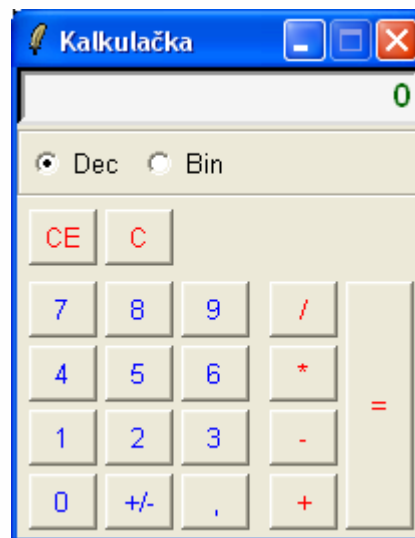 Kalkulačka
0
Dec Bin
CE C
7 8 9 /
4 5 6 *
1 2 3 - =
0 +/- , +